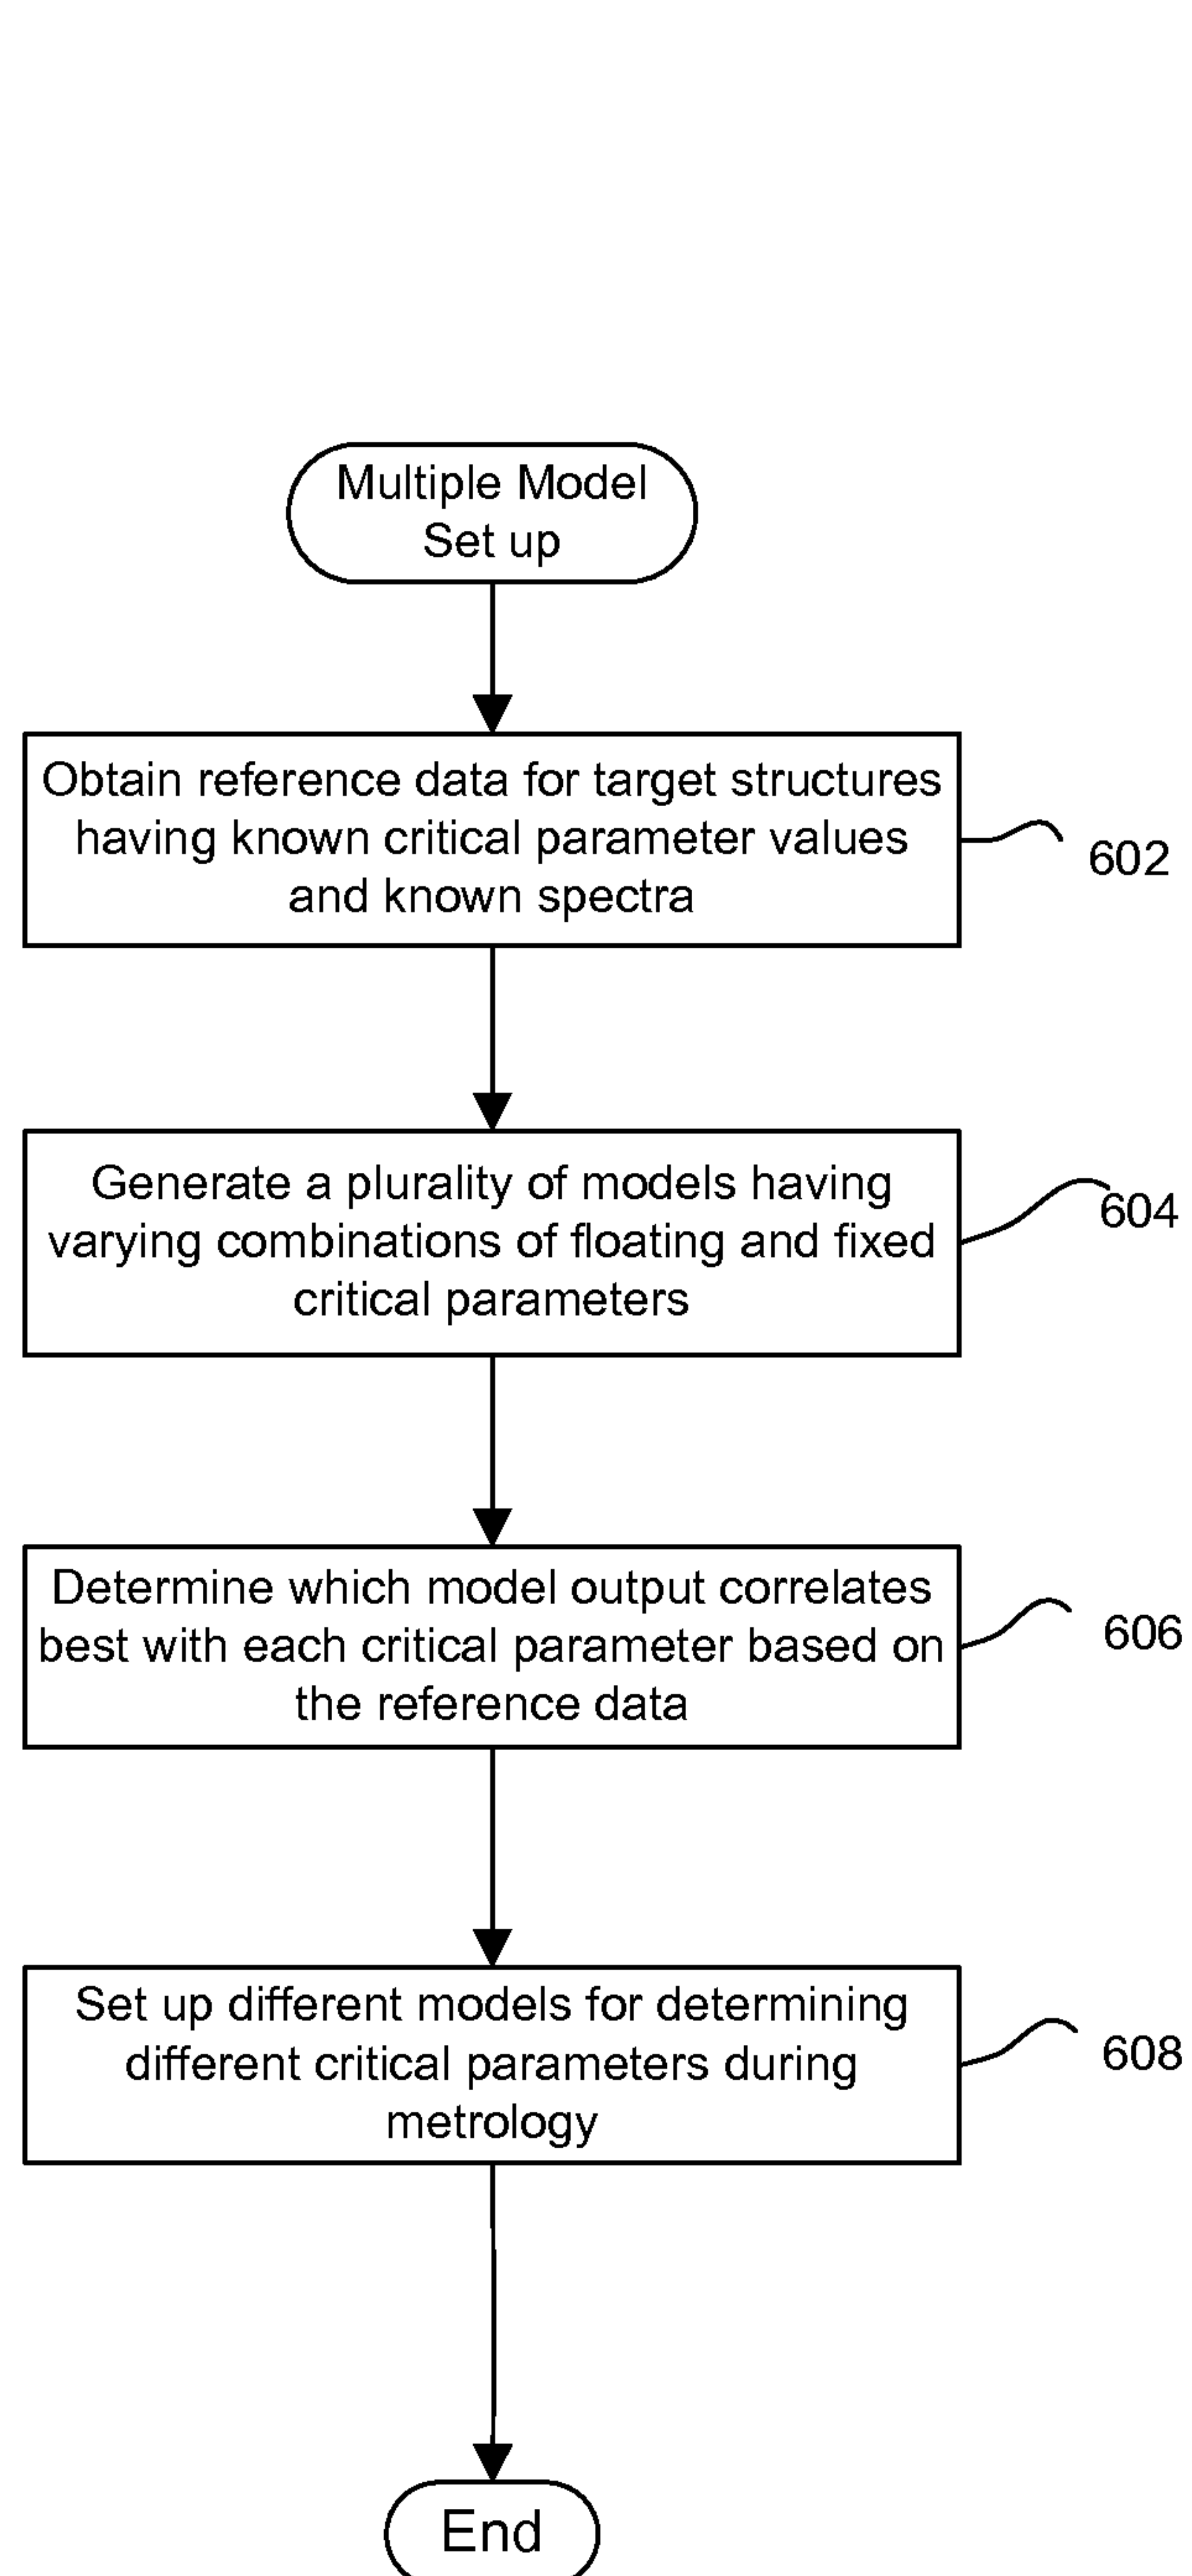 Multiple Model
Set up
Obtain reference data for target structures
having known critical parameter values
and known spectra
602
Generate a plurality of models having
varying combinations of floating and fixed
critical parameters
604
Determine which model output correlates
best with each critical parameter based on
the reference data
606
Set up different models for determining
different critical parameters during
metrology
608
End